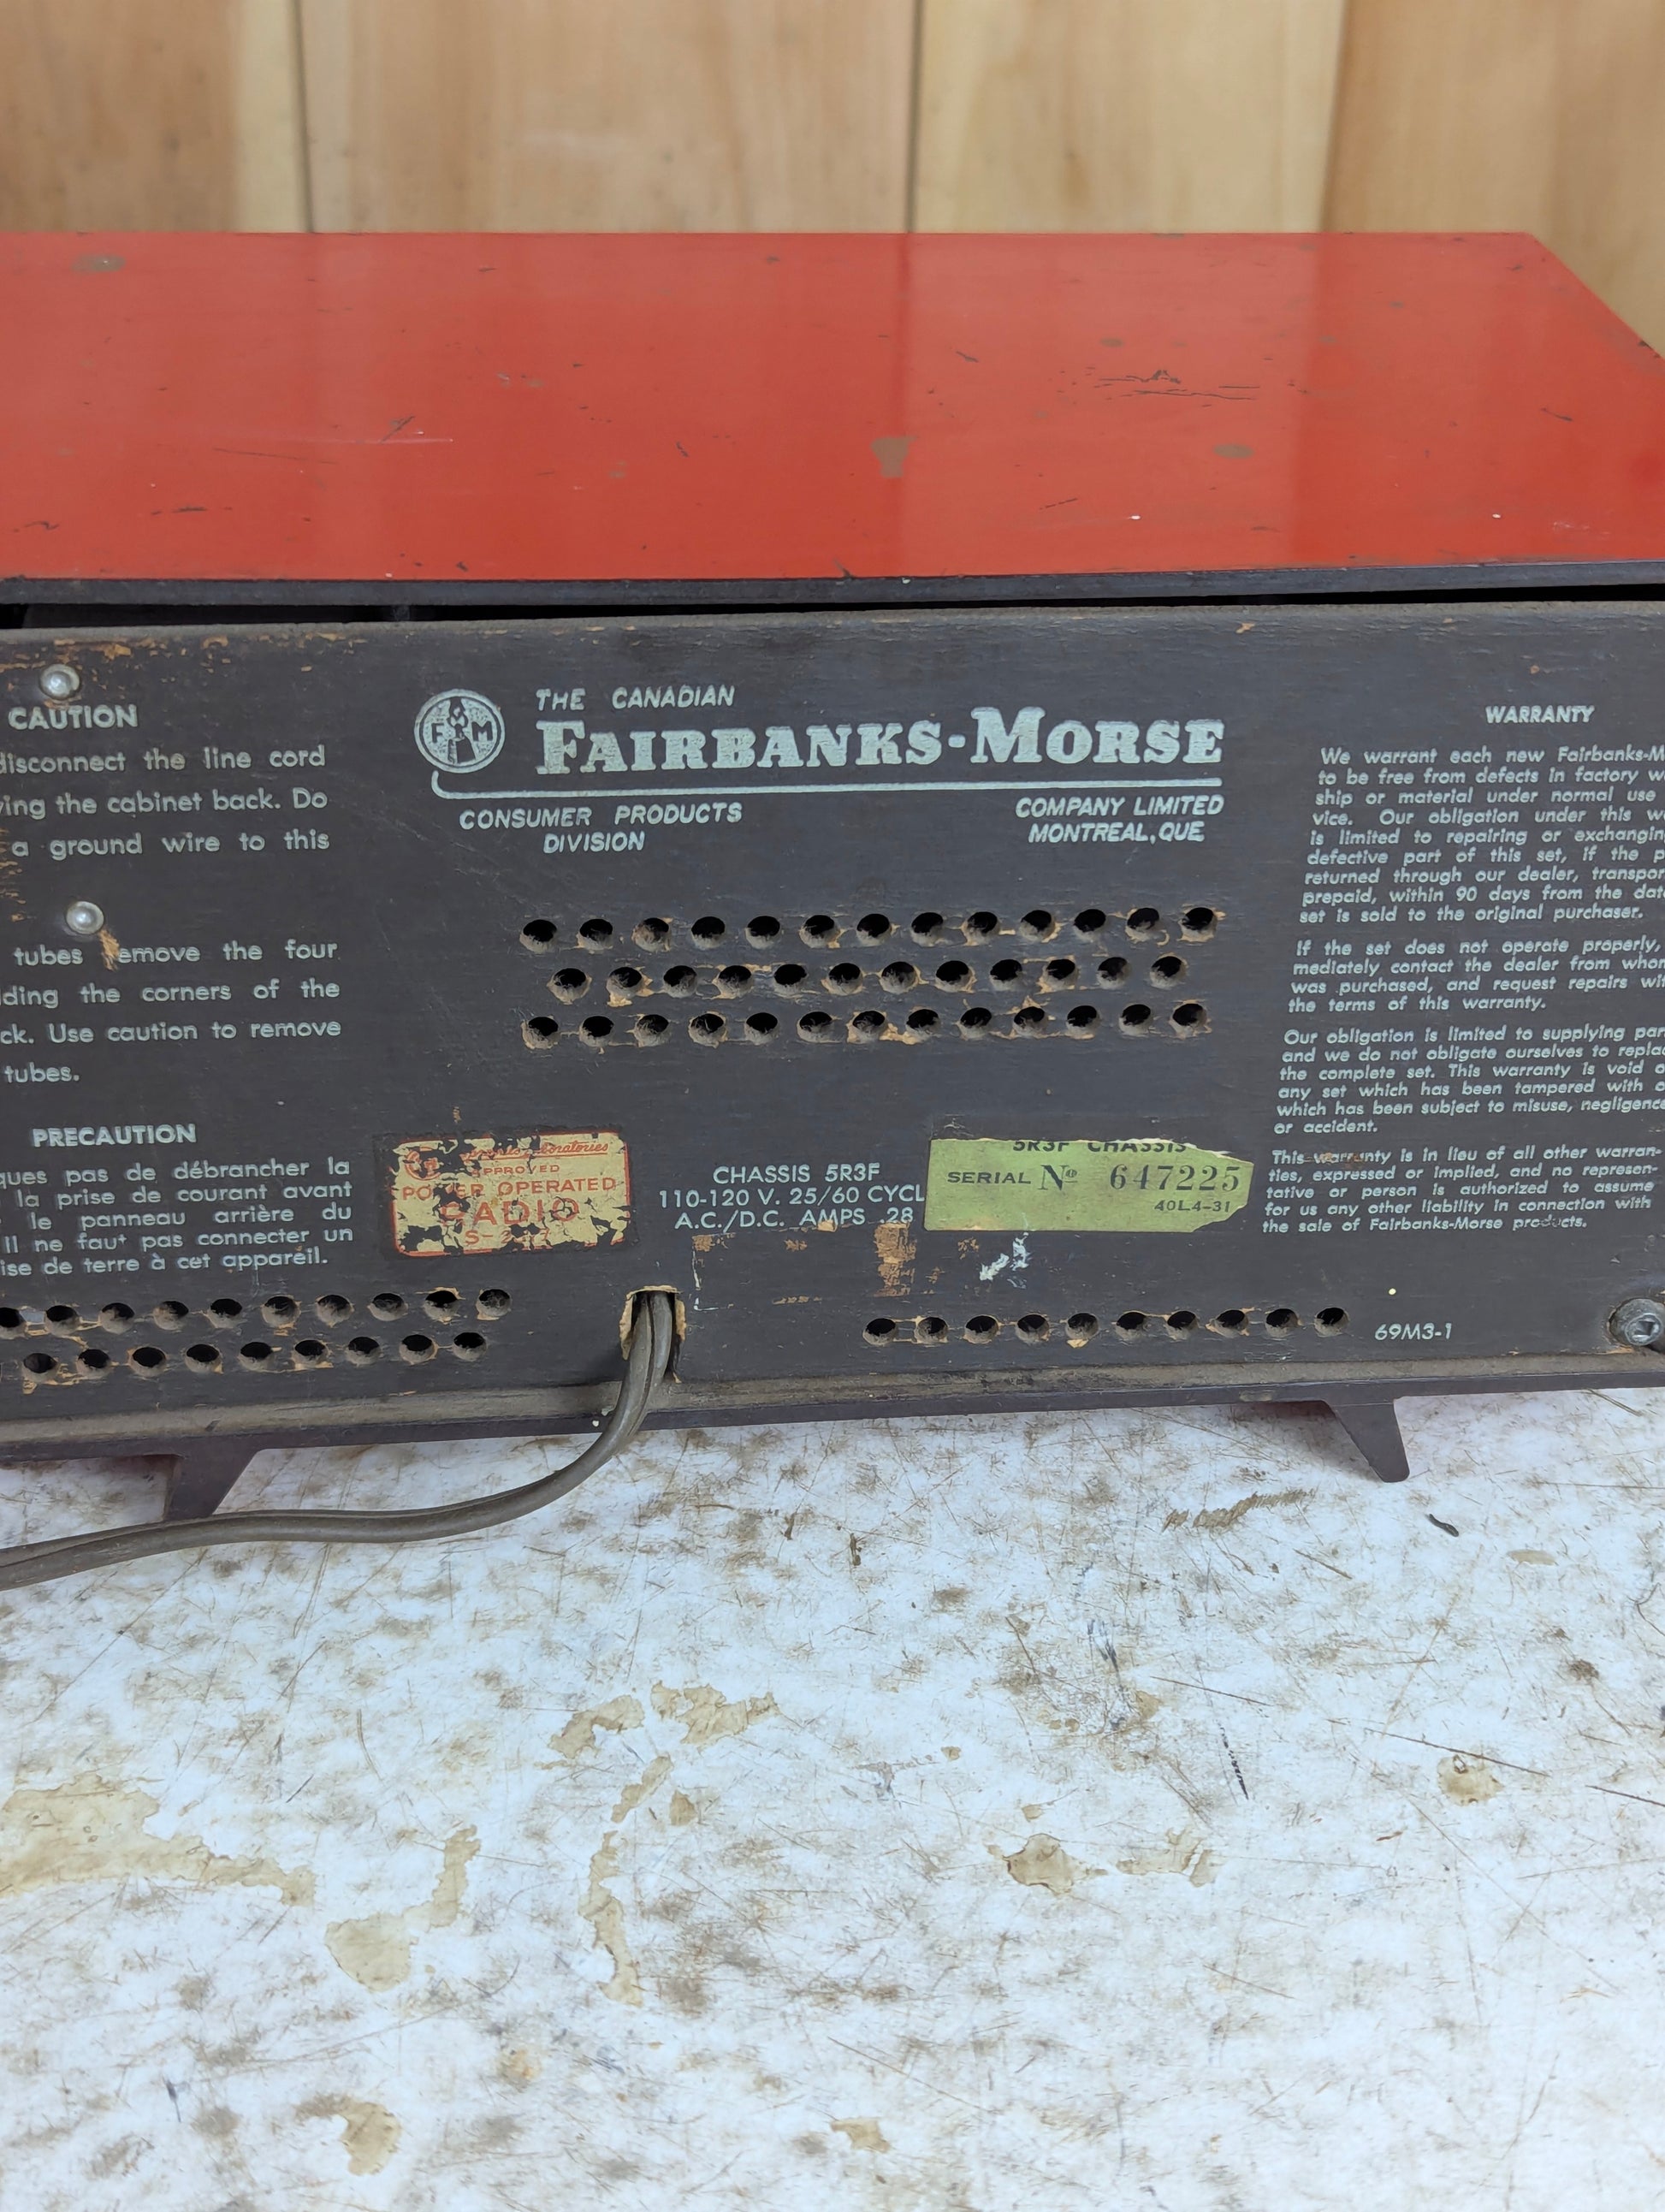 CAUTION
disconnect the line cord
ing the cabinet back. Do
a ground wire to this
tubes remove the four
ding the corners of the
ck. Use caution to remove
tubes.
PRECAUTION
ques pas de débrancher la
la prise de courant avant
le panneau arrière du
Il ne faut pas connecter un
ise de terre à cet appareil.
F M
THE CANADIAN
FAIRBANKS-MORSE
CONSUMER PRODUCTS
DIVISION
COMPANY LIMITED
MONTREAL, QUE
APPROVED
POWER OPERATED
RADIO
CHASSIS 5R3F
110-120 V. 25/60 CYCL
A.C./D.C. AMPS .28
5R3F CHASSIS
SERIAL Nº 647225
40L4-31
WARRANTY
We warrant each new Fairbanks-M
to be free from defects in factory w
ship or material under normal use
vice. Our obligation under this w
is limited to repairing or exchangin
defective part of this set, if the p
returned through our dealer, transpor
prepaid, within 90 days from the dat
set is sold to the original purchaser.
If the set does not operate properly,
mediately contact the dealer from whom
was purchased, and request repairs wit
the terms of this warranty.
Our obligation is limited to supplying par
and we do not obligate ourselves to repla
the complete set. This warranty is void o
any set which has been tampered with o
which has been subject to misuse, negligence
or accident.
This warranty is in lieu of all other warran-
ties, expressed or implied, and no represen-
tative or person is authorized to assume
for us any other liability in connection with
the sale of Fairbanks-Morse products.
69M3-1